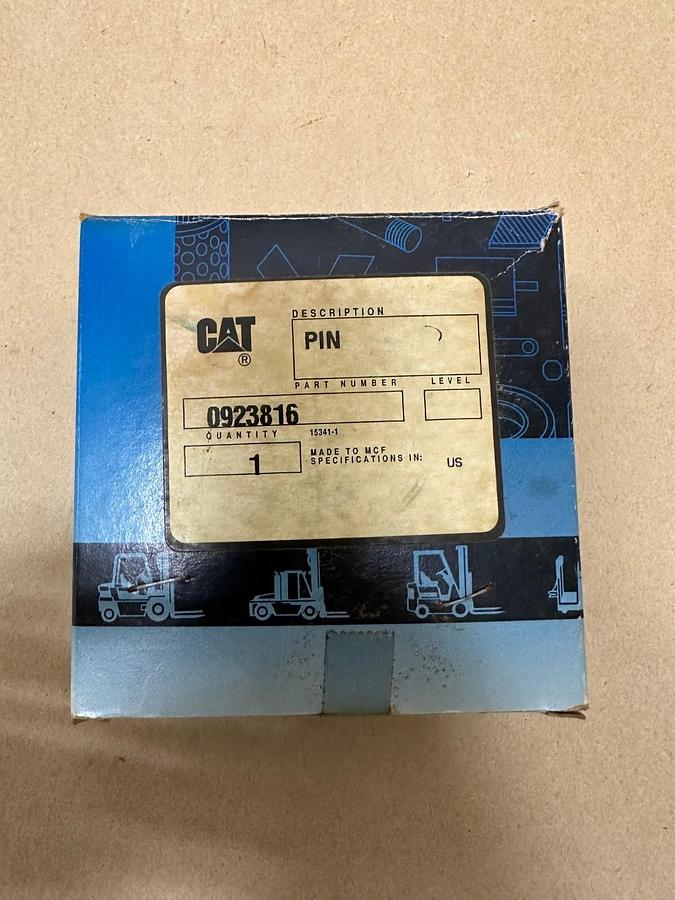 DESCRIPTION
CAT
®
PIN
PART NUMBER LEVEL
0923816
QUANTITY 15341-1
1
MADE TO MCF
SPECIFICATIONS IN: US